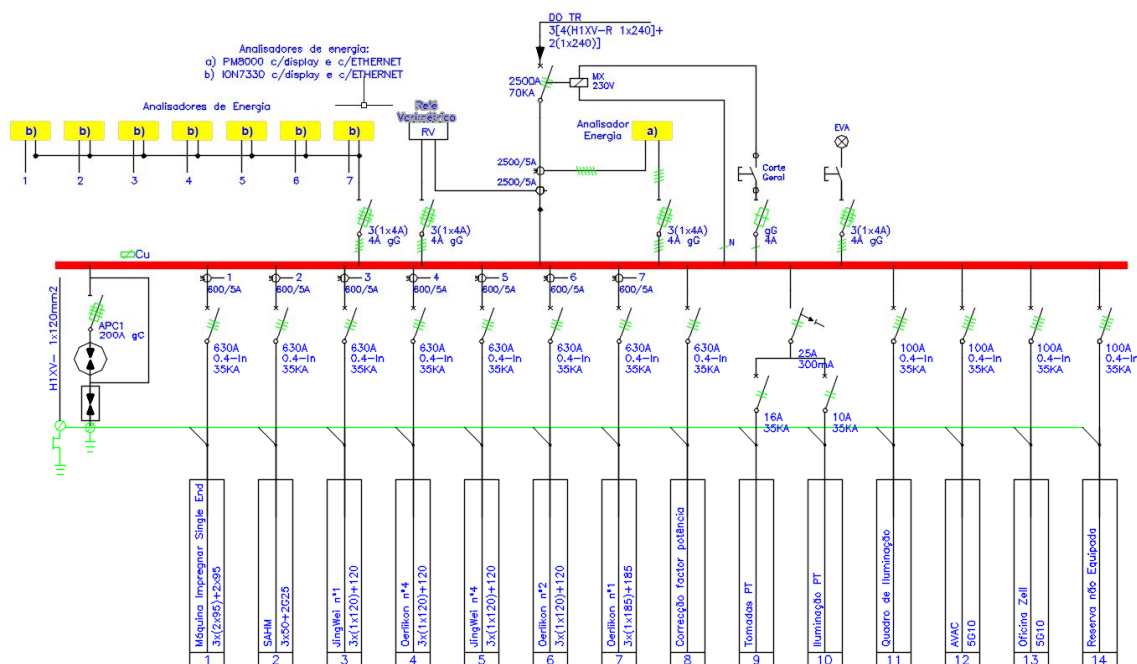 DO TR
3[4(H1XV-R 1x240)+
2(1x240)]
Analisadores de energia:
a) PM8000 c/display e c/ETHERNET
b) ION7330 c/display e c/ETHERNET
2500A
70KA
MX
230V
Analisadores de Energia
Relé
RV
Analisador
Energia
a)
EVA
b)
b)
b)
b)
b)
b)
b)
1
2
3
4
5
6
7
2500/5A
2500/5A
Corte
Geral
3(1x4A)
4A gG
3(1x4A)
4A gG
3(1x4A)
4A gG
gG
4A
N
3(1x4A)
4A gG
Cu
H1XV- 1x120mm2
APC1
200A gC
1
600/5A
2
600/5A
3
600/5A
4
600/5A
5
600/5A
6
600/5A
7
600/5A
630A
0.4-In
35KA
630A
0.4-In
35KA
630A
0.4-In
35KA
630A
0.4-In
35KA
630A
0.4-In
35KA
630A
0.4-In
35KA
630A
0.4-In
35KA
630A
0.4-In
35KA
25A
300mA
16A
35KA
10A
35KA
100A
0.4-In
35KA
100A
0.4-In
35KA
100A
0.4-In
35KA
100A
0.4-In
35KA
Máquina Impregnar Single End
3x(2x95)+2x95
1
SAHM
3x50+2G25
2
JingWei nº1
3x(1x120)+120
3
Oerlikon nº4
3x(1x120)+120
4
JingWei nº4
3x(1x120)+120
5
Oerlikon nº2
3x(1x120)+120
6
Oerlikon nº1
3x(1x185)+185
7
Correcção factor potência
8
Tomadas PT
9
Iluminação PT
10
Quadro de Iluminação
11
AVAC
5G10
12
Oficina Zell
5G10
13
Reserva não Equipada
14